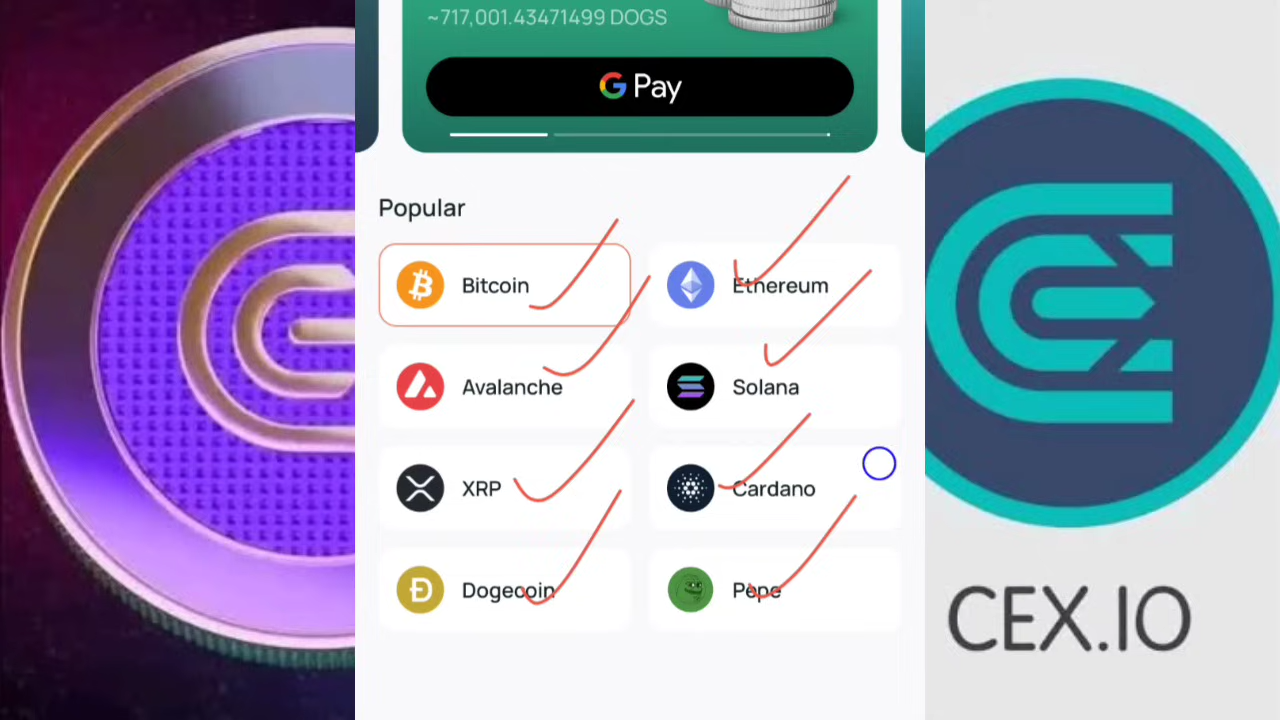 ~717,001.43471499 DOGS
G Pay
Popular
Bitcoin
Ethereum
Avalanche
Solana
XRP
Cardano
Dogecoin
Pepe
CEX.IO